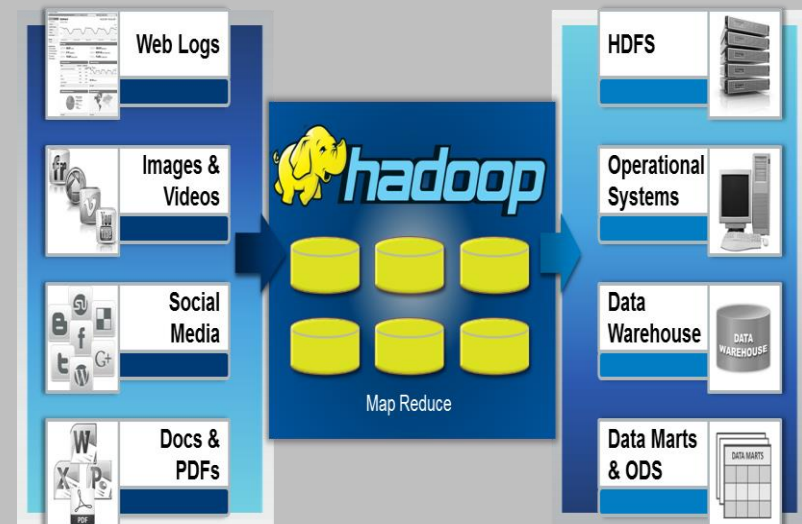 Web Logs
Images &
Videos
Social
Media
Docs &
PDFs
W
X
P
PDF
hadoop
Map Reduce
HDFS
Operational
Systems
Data
Warehouse
DATA
WAREHOUSE
Data Marts
& ODS
DATA MARTS